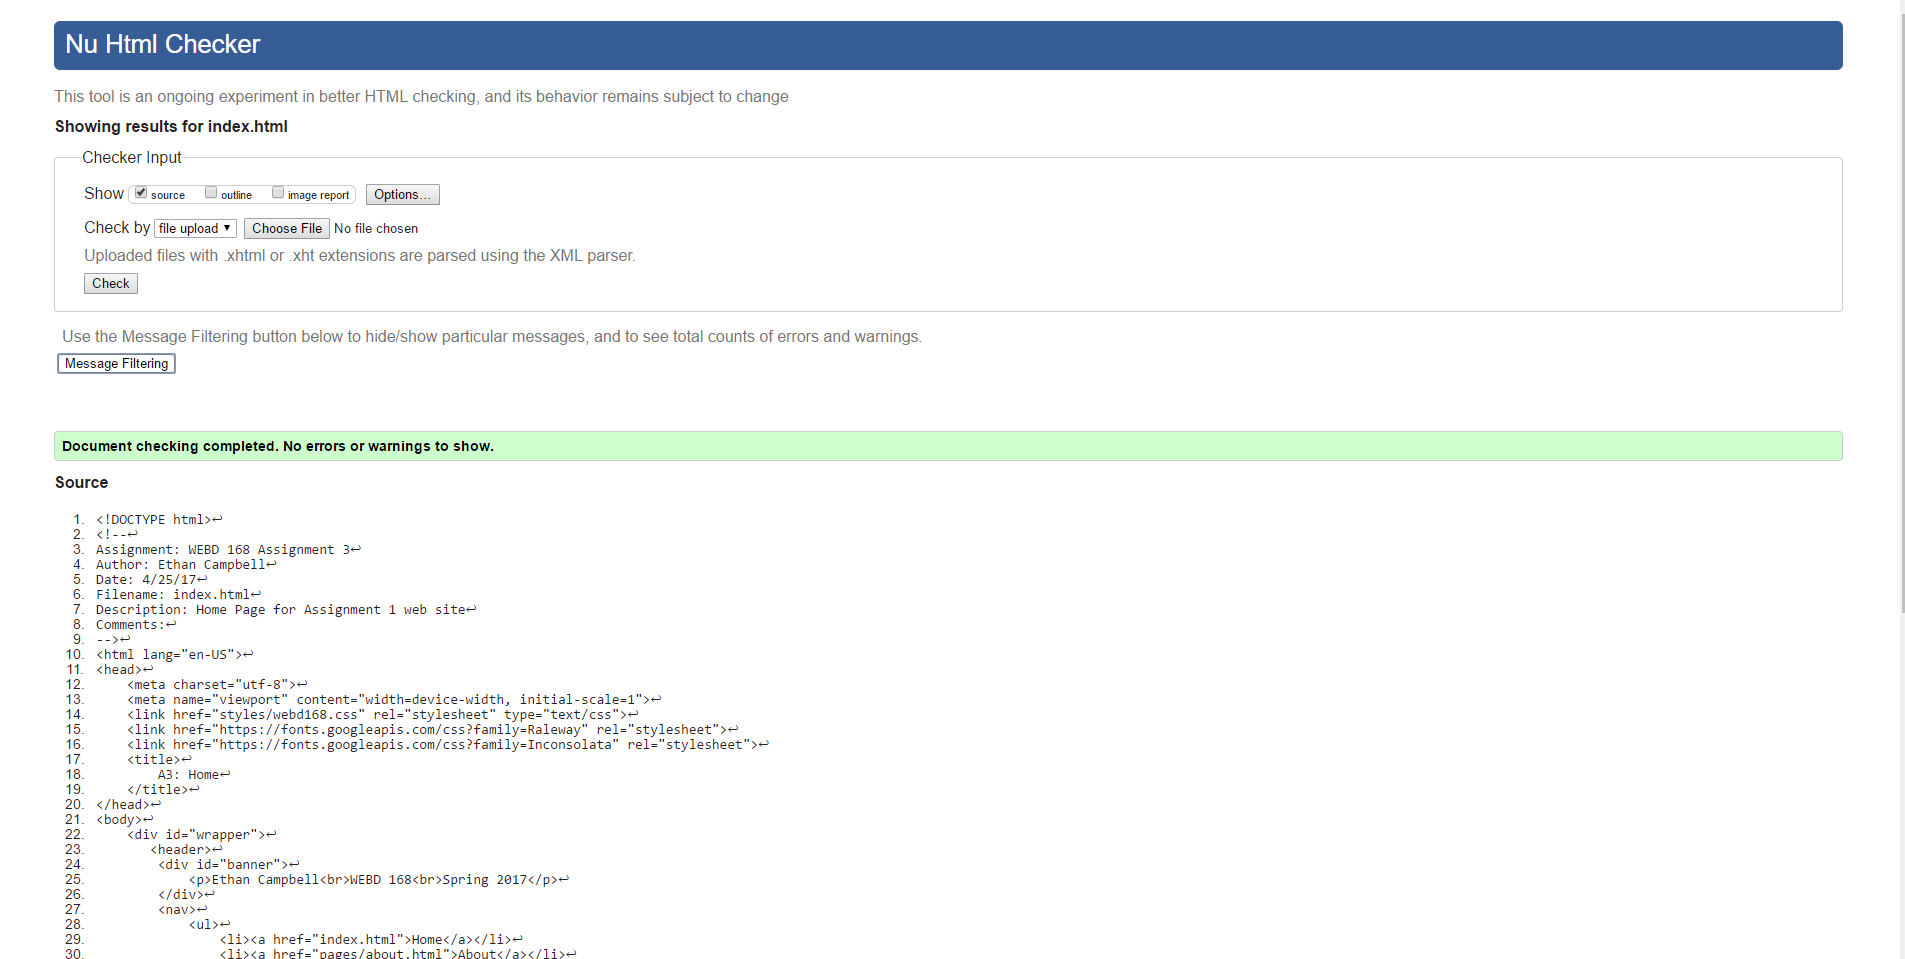 Nu Html Checker
This tool is an ongoing experiment in better HTML checking, and its behavior remains subject to change
Showing results for index.html
Checker Input
Show source outline image report Options...
Check by file upload ▼ Choose File No file chosen
Uploaded files with .xhtml or .xht extensions are parsed using the XML parser.
Check
Use the Message Filtering button below to hide/show particular messages, and to see total counts of errors and warnings.
Message Filtering
Document checking completed. No errors or warnings to show.
Source
1. <!DOCTYPE html>↩
2. <!--↩
3. Assignment: WEBD 168 Assignment 3↩
4. Author: Ethan Campbell↩
5. Date: 4/25/17↩
6. Filename: index.html↩
7. Description: Home Page for Assignment 1 web site↩
8. Comments:↩
9. -->↩
10. <html lang="en-US">↩
11. <head>↩
12. <meta charset="utf-8">↩
13. <meta name="viewport" content="width=device-width, initial-scale=1">↩
14. <link href="styles/webd168.css" rel="stylesheet" type="text/css">↩
15. <link href="https://fonts.googleapis.com/css?family=Raleway" rel="stylesheet">↩
16. <link href="https://fonts.googleapis.com/css?family=Inconsolata" rel="stylesheet">↩
17. <title>↩
18. A3: Home↩
19. </title>↩
20. </head>↩
21. <body>↩
22. <div id="wrapper">↩
23. <header>↩
24. <div id="banner">↩
25. <p>Ethan Campbell<br>WEBD 168<br>Spring 2017</p>↩
26. </div>↩
27. <nav>↩
28. <ul>↩
29. <li><a href="index.html">Home</a></li>↩
30. <li><a href="pages/about.html">About</a></li>↩